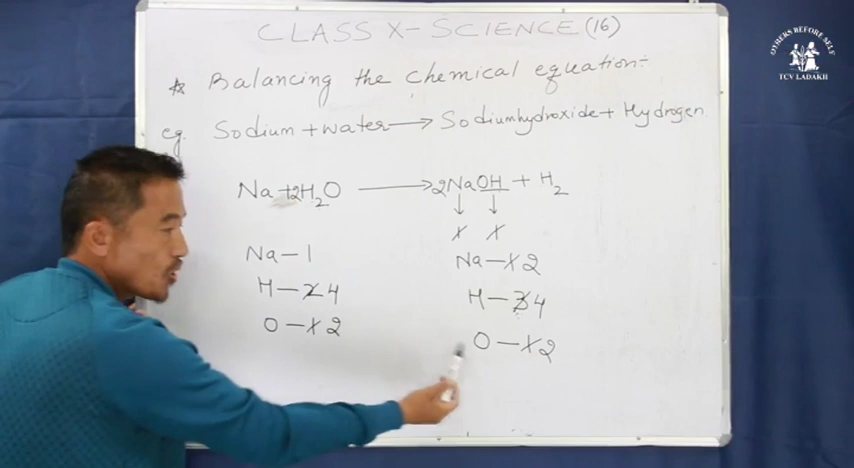 CLASS X - SCIENCE (16)
OTHERS BEFORE SELF
TCV LADAKH
☆ Balancing the chemical equation:-
eg. Sodium + water → Sodiumhydroxide + Hydrogen.
Na + 2H₂O → 2NaOH + H₂
↓ ↓
X X
Na - 1
Na - 1 2
H - 2 4
H - 3 4
O - 1 2
O - 1 2